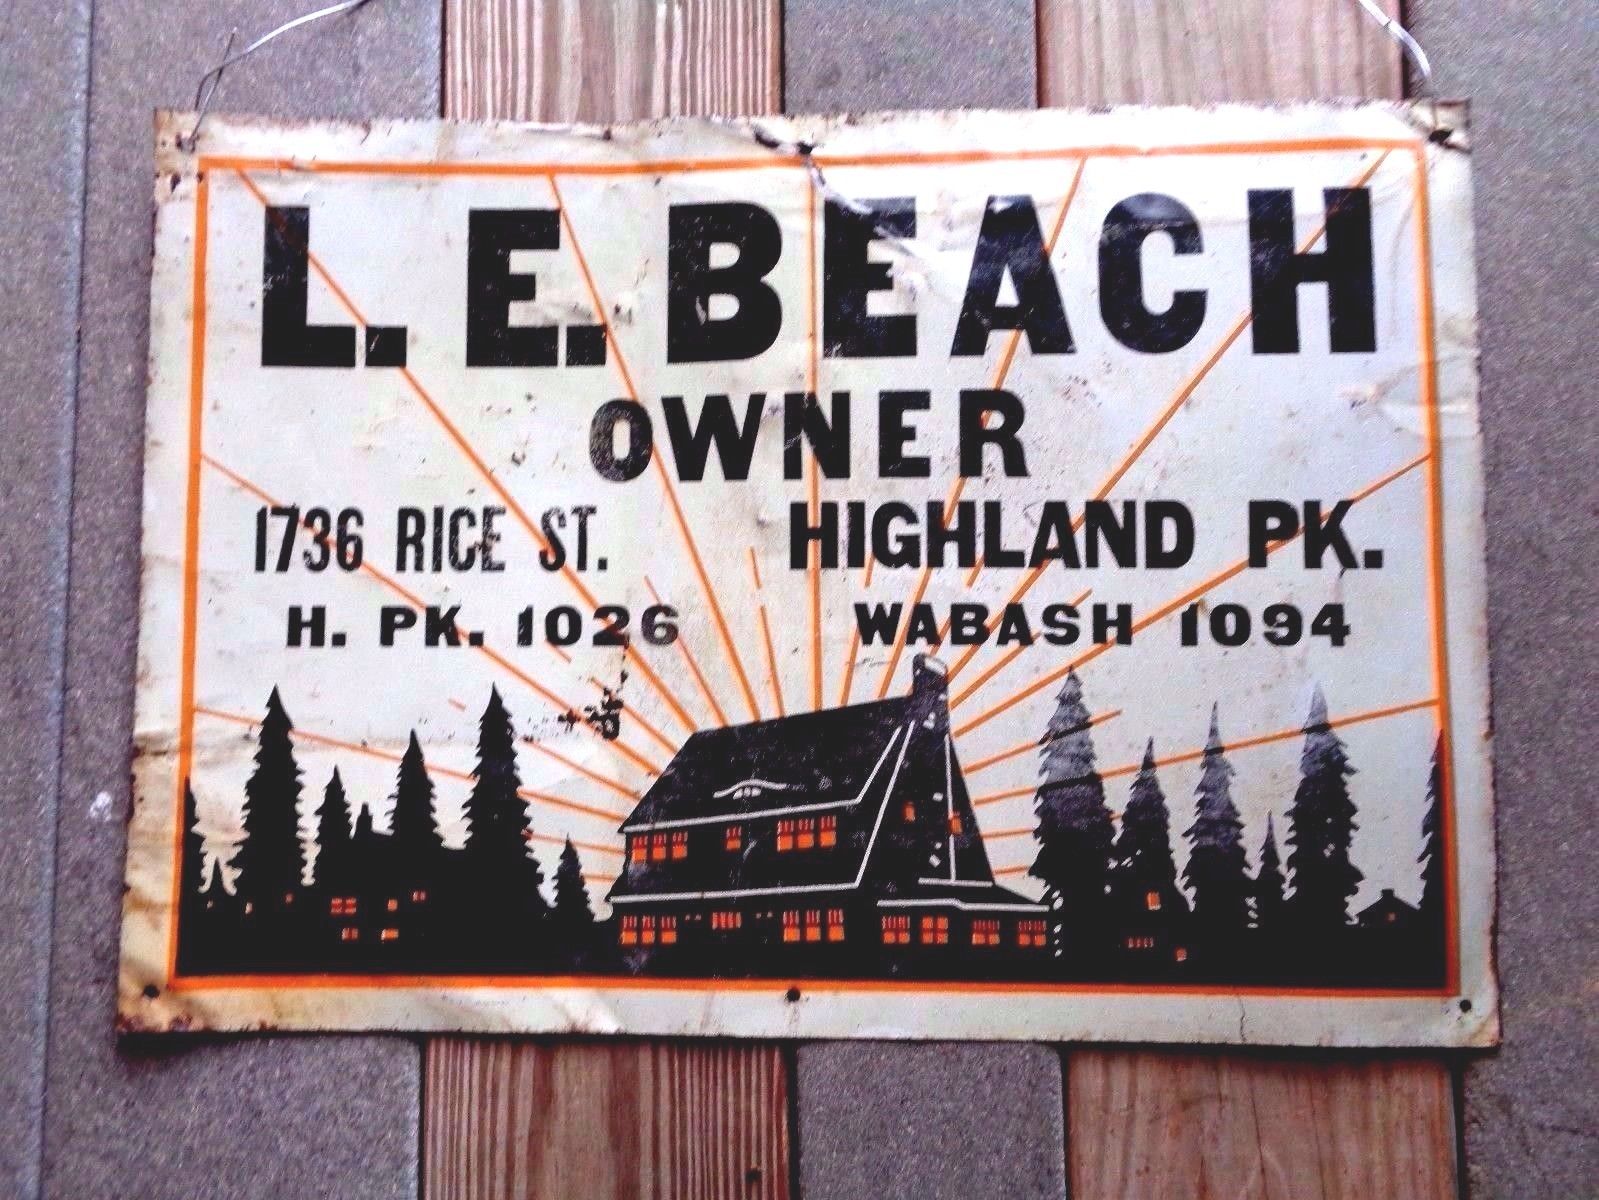 L. E. BEACH
OWNER
1736 RICE ST. HIGHLAND PK.
H. PK. 1026 WABASH 1094